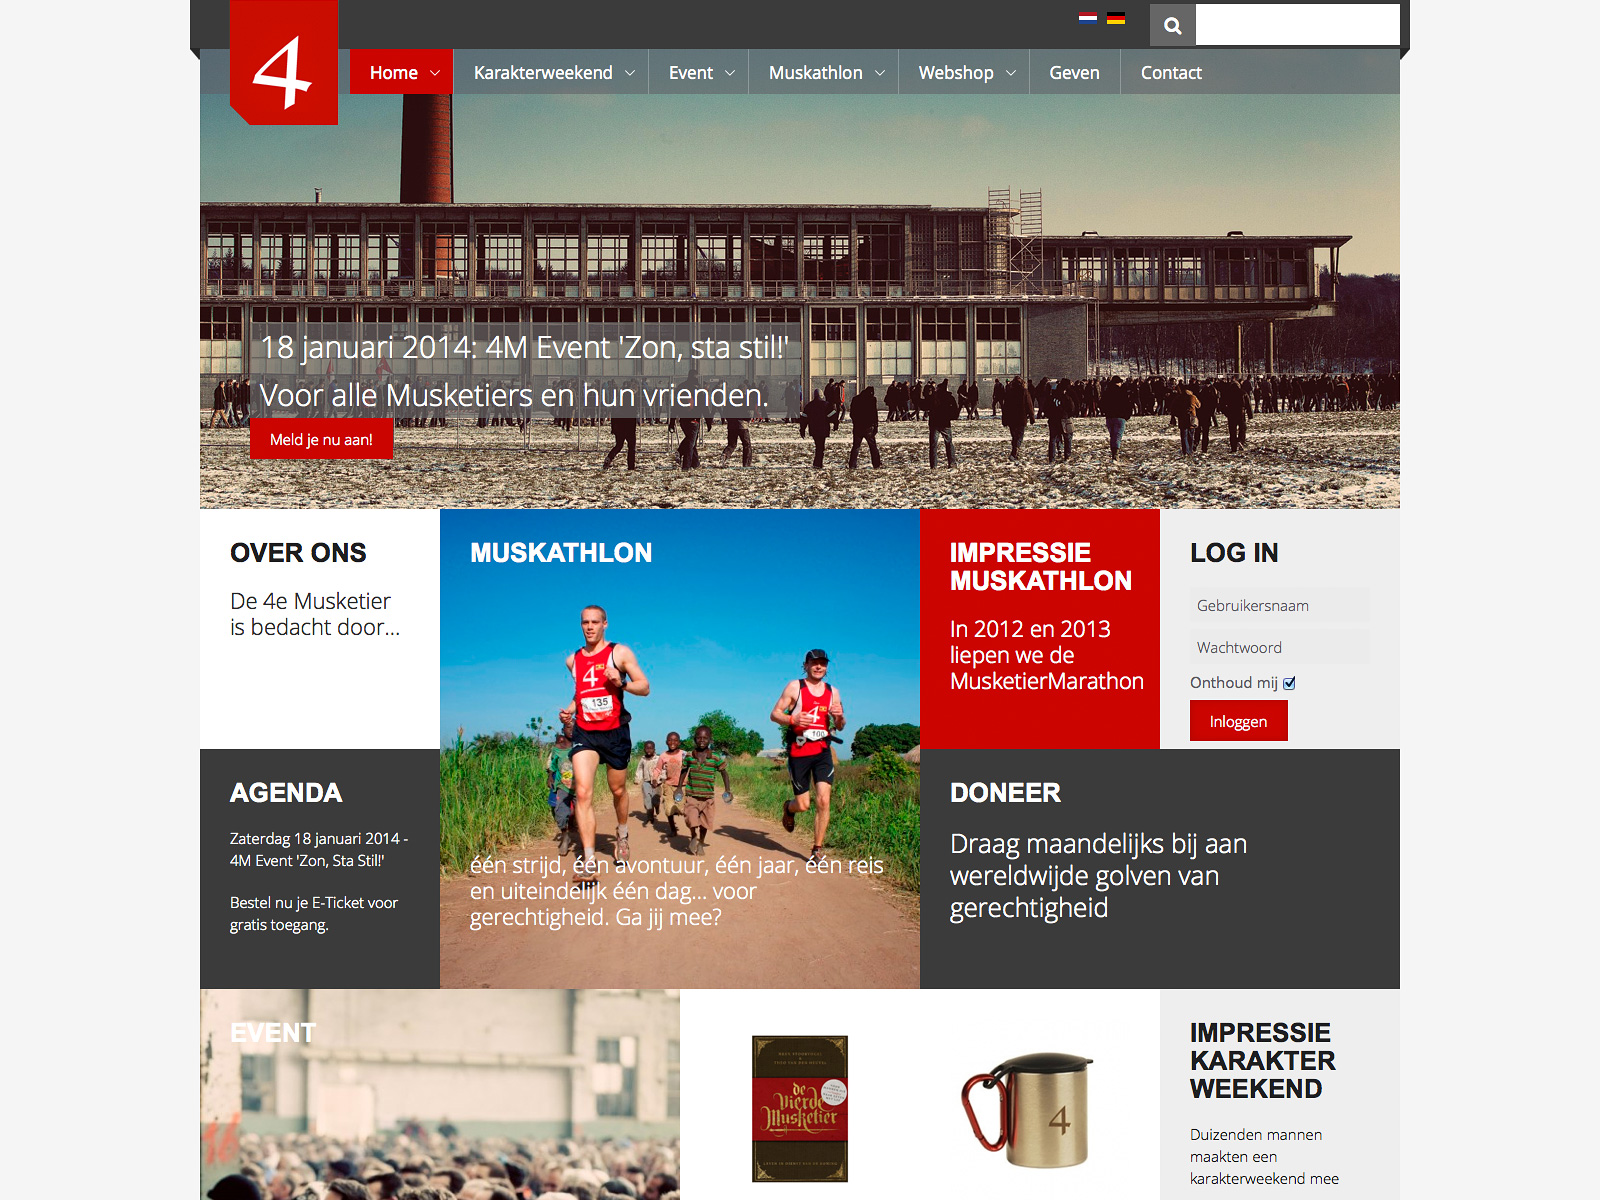 4
Home
Karakterweekend
Event
Muskathlon
Webshop
Geven
Contact
18 januari 2014: 4M Event 'Zon, sta stil!'
Voor alle Musketiers en hun vrienden.
Meld je nu aan!
OVER ONS
De 4e Musketier
is bedacht door...
MUSKATHLON
4
135
4
100
één strijd, één avontuur, één jaar, één reis
en uiteindelijk één dag... voor
gerechtigheid. Ga jij mee?
IMPRESSIE
MUSKATHLON
In 2012 en 2013
liepen we de
MusketierMarathon
LOG IN
Gebruikersnaam
Wachtwoord
Onthoud mij
Inloggen
AGENDA
Zaterdag 18 januari 2014 -
4M Event 'Zon, Sta Stil!'
Bestel nu je E-Ticket voor
gratis toegang.
DONEER
Draag maandelijks bij aan
wereldwijde golven van
gerechtigheid
EVENT
de
Vierde
Musketier
4
IMPRESSIE
KARAKTER
WEEKEND
Duizenden mannen
maakten een
karakterweekend mee